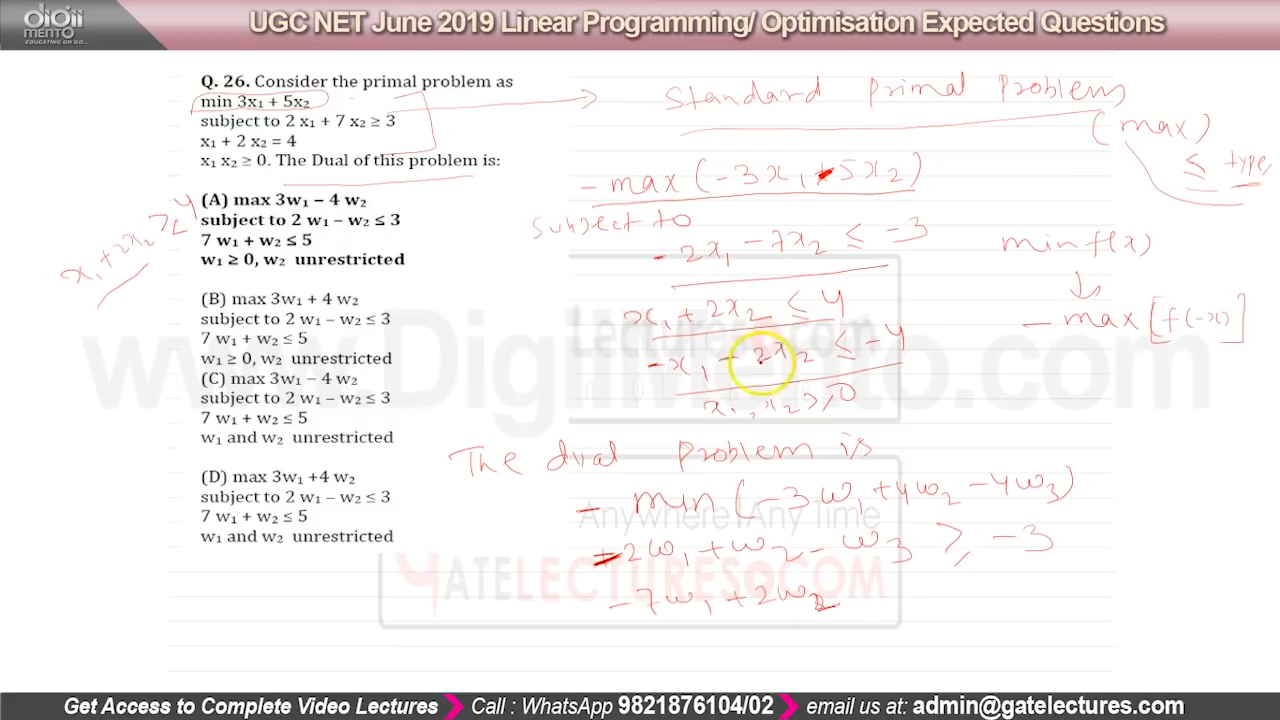 digi
mento
EDUCATING ON GO...
UGC NET June 2019 Linear Programming/ Optimisation Expected Questions
Q. 26. Consider the primal problem as
min 3x₁ + 5x₂
subject to 2 x₁ + 7 x₂ ≥ 3
x₁ + 2 x₂ = 4
x₁ x₂ ≥ 0. The Dual of this problem is:
(A) max 3w₁ – 4 w₂
subject to 2 w₁ – w₂ ≤ 3
7 w₁ + w₂ ≤ 5
w₁ ≥ 0, w₂ unrestricted
(B) max 3w₁ + 4 w₂
subject to 2 w₁ – w₂ ≤ 3
7 w₁ + w₂ ≤ 5
w₁ ≥ 0, w₂ unrestricted
(C) max 3w₁ – 4 w₂
subject to 2 w₁ – w₂ ≤ 3
7 w₁ + w₂ ≤ 5
w₁ and w₂ unrestricted
(D) max 3w₁ +4 w₂
subject to 2 w₁ – w₂ ≤ 3
7 w₁ + w₂ ≤ 5
w₁ and w₂ unrestricted
x₁ + 2x₂ ≥≤ 4
Standard Primal Problems
(max)
≤ type,
- max (-3x₁ - 5x₂)
Subject to
- 2x₁ - 7x₂ ≤ -3
x₁ + 2x₂ ≤ 4
- x₁ - 2x₂ ≤ -4
x₁, x₂ ≥ 0
min f(x)
↓
- max [f(-x)]
The dual Problem is
- min (-3w₁ + 4w₂ - 4w₃)
-2w₁ + w₂ - w₃ ≥ -3
- 7w₁ + 2w₂
www.DigiiMento.com
Lectures
Anywhere | Any Time
GATELECTURES.COM
Get Access to Complete Video Lectures
Call : WhatsApp 9821876104/02
email us at: admin@gatelectures.com